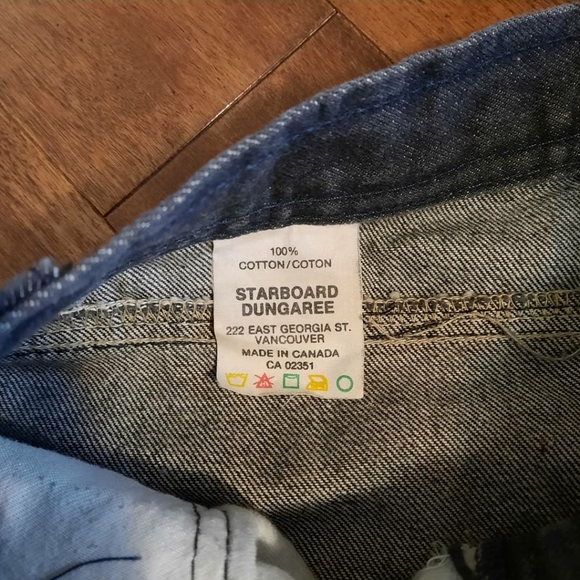 100%
COTTON/COTON
STARBOARD
DUNGAREE
222 EAST GEORGIA ST.
VANCOUVER
MADE IN CANADA
CA 02351